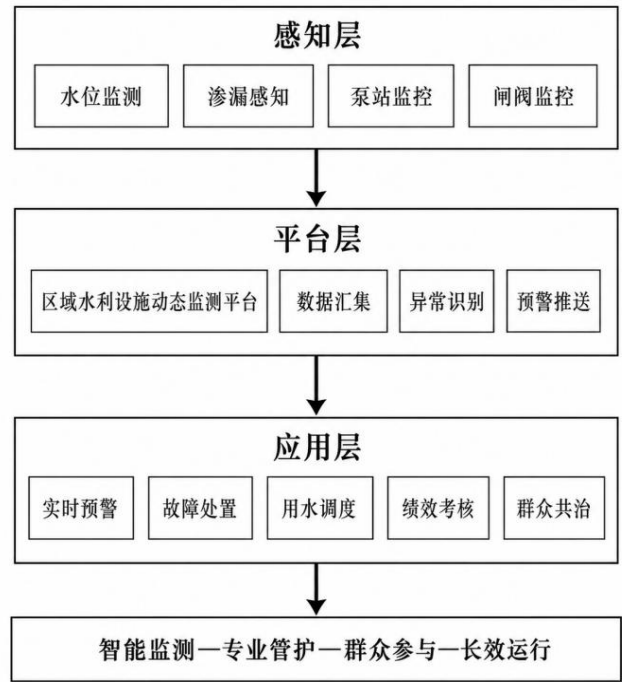 感知层
水位监测 渗漏感知 泵站监控 闸阀监控
平台层
区域水利设施动态监测平台 数据汇集 异常识别 预警推送
应用层
实时预警 故障处置 用水调度 绩效考核 群众共治
智能监测—专业管护—群众参与—长效运行